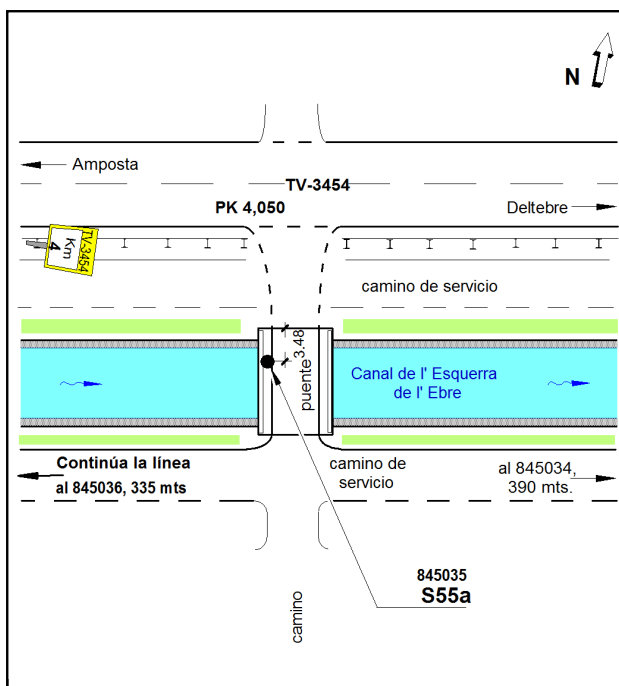 N
Amposta
TV-3454
PK 4,050
Deltebre
TV-3454
Km
4
camino de servicio
3.48
puente
Canal de l' Esquerra
de l' Ebre
Continúa la línea
al 845036, 335 mts
camino de
servicio
al 845034,
390 mts.
845035
S55a
camino